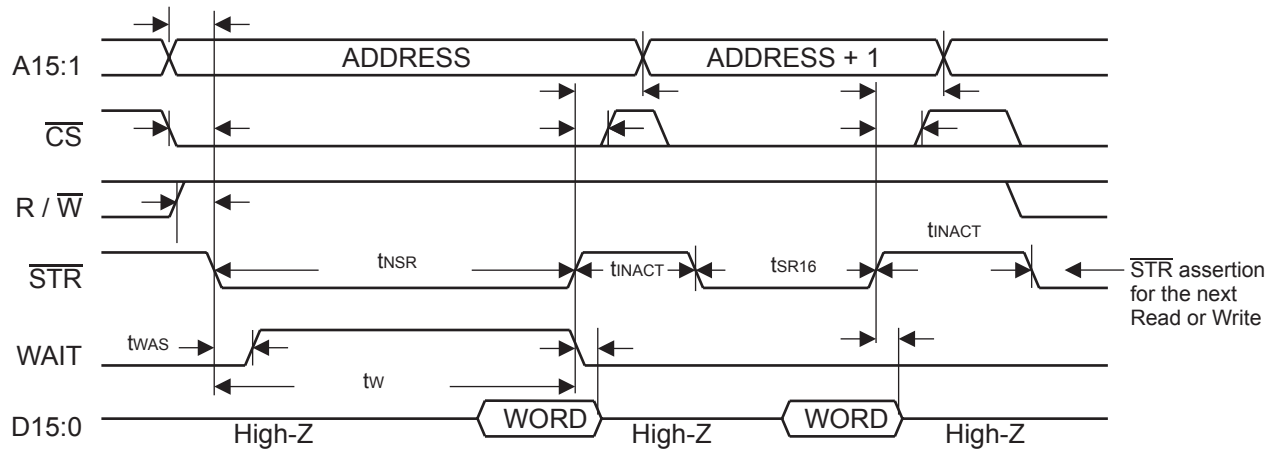 A15:1 ADDRESS ADDRESS + 1
CS
R / W
tINACT
STR tNSR tINACT tSR16 STR assertion
for the next
Read or Write
tWAS
WAIT
tW
D15:0 High-Z WORD High-Z WORD High-Z